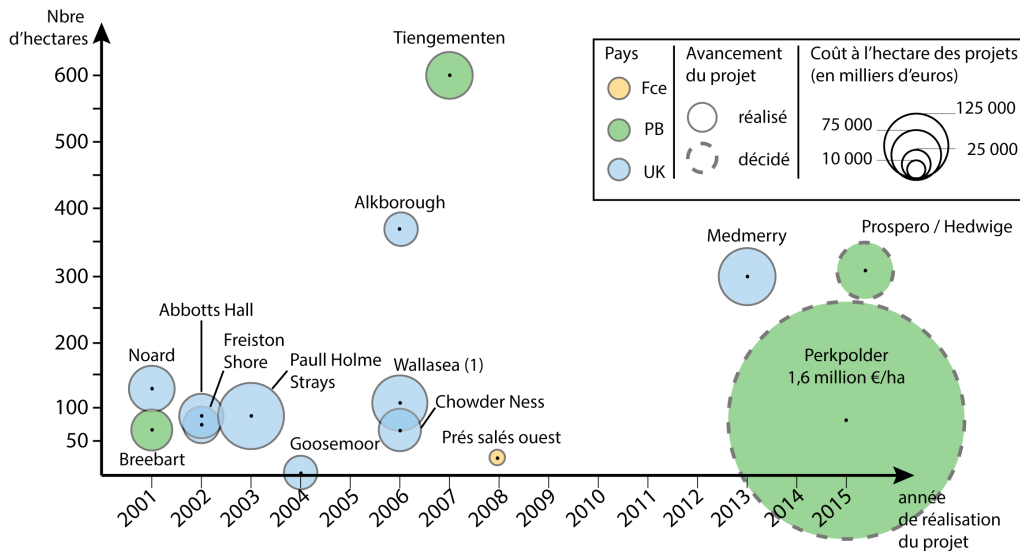 Nbre
d'hectares
600
500
400
300
200
100
50
Tiengementen
Alkborough
Medmerry
Prospero / Hedwige
Abbotts Hall
Freiston
Shore
Noard
Paull Holme
Strays
Wallasea (1)
Chowder Ness
Perkpolder
1,6 million €/ha
Breebart
Goosemoor
Prés salés ouest
2001
2002
2003
2004
2005
2006
2007
2008
2009
2010
2011
2012
2013
2014
2015
année
de réalisation
du projet
Pays
Fce
PB
UK
Avancement
du projet
réalisé
décidé
Coût à l'hectare des projets
(en milliers d'euros)
125 000
75 000
25 000
10 000